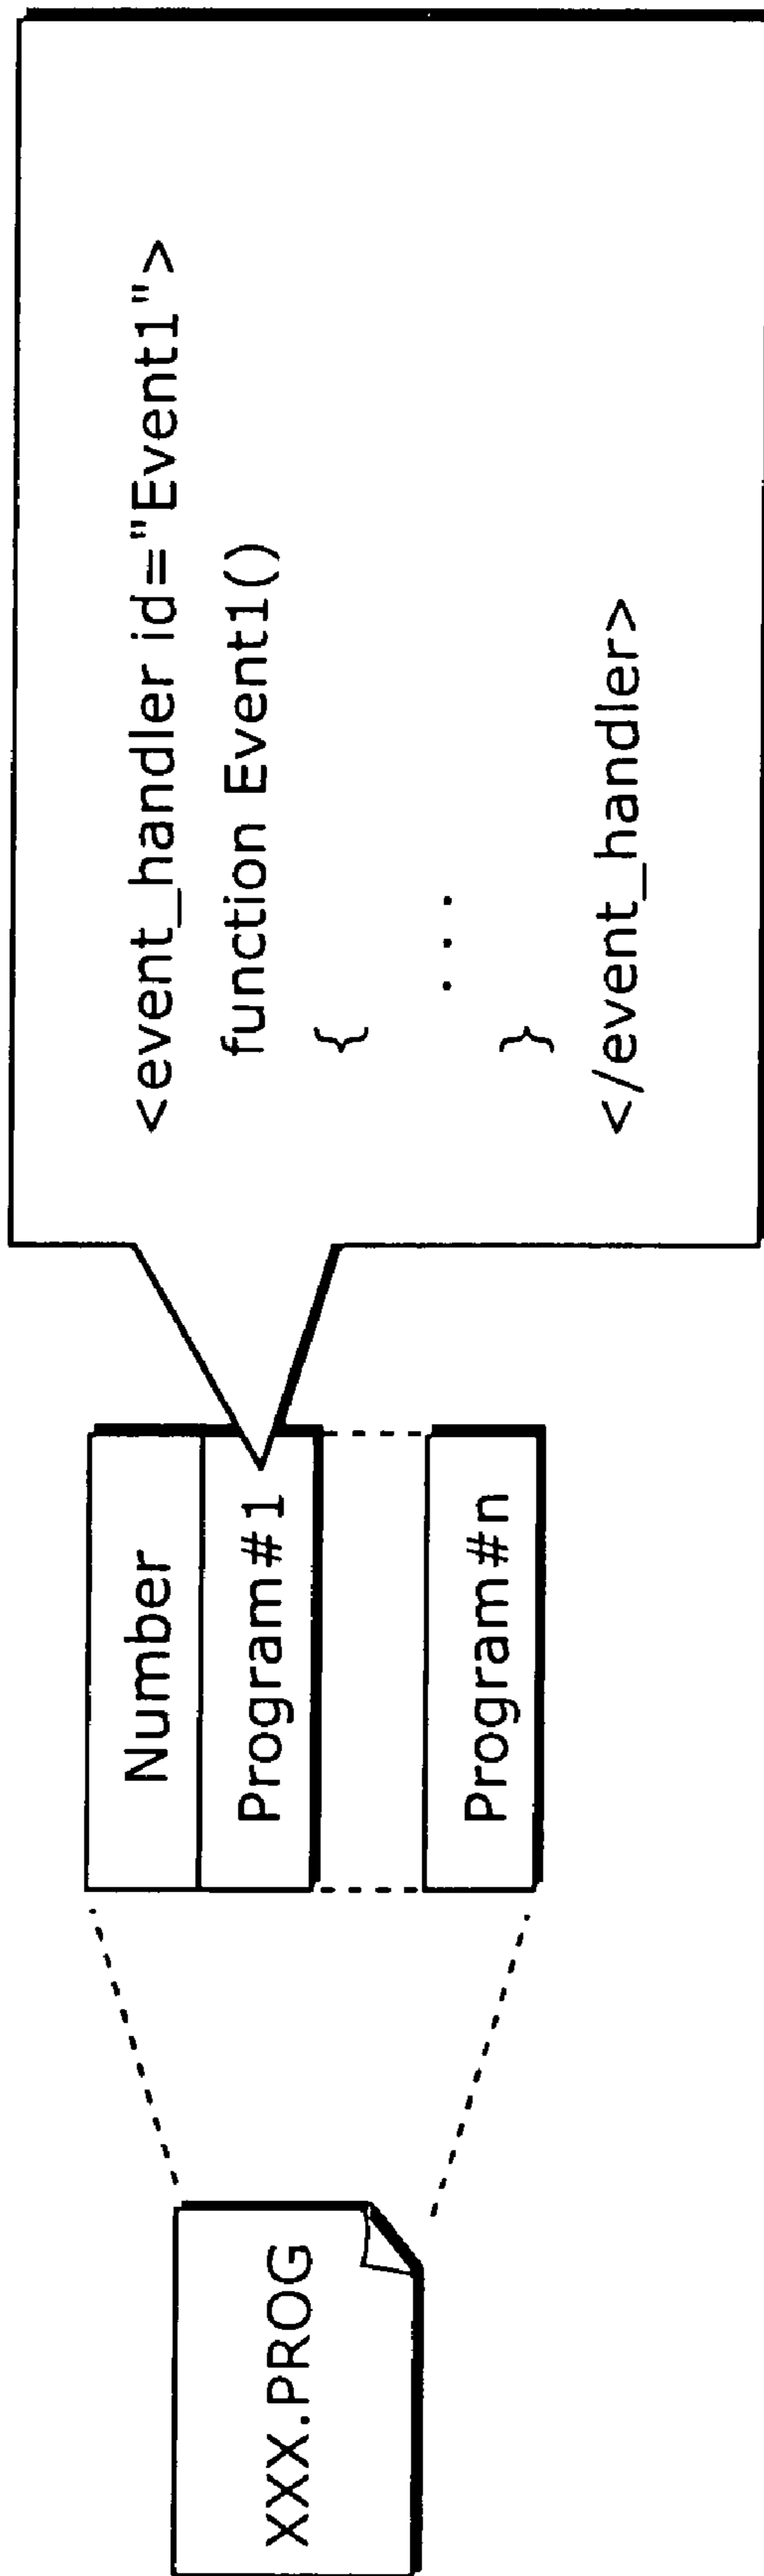 XXX.PROG
Number
Program#1
Program#n
<event_handler id="Event1">
function Event1()
{
...
}
</event_handler>